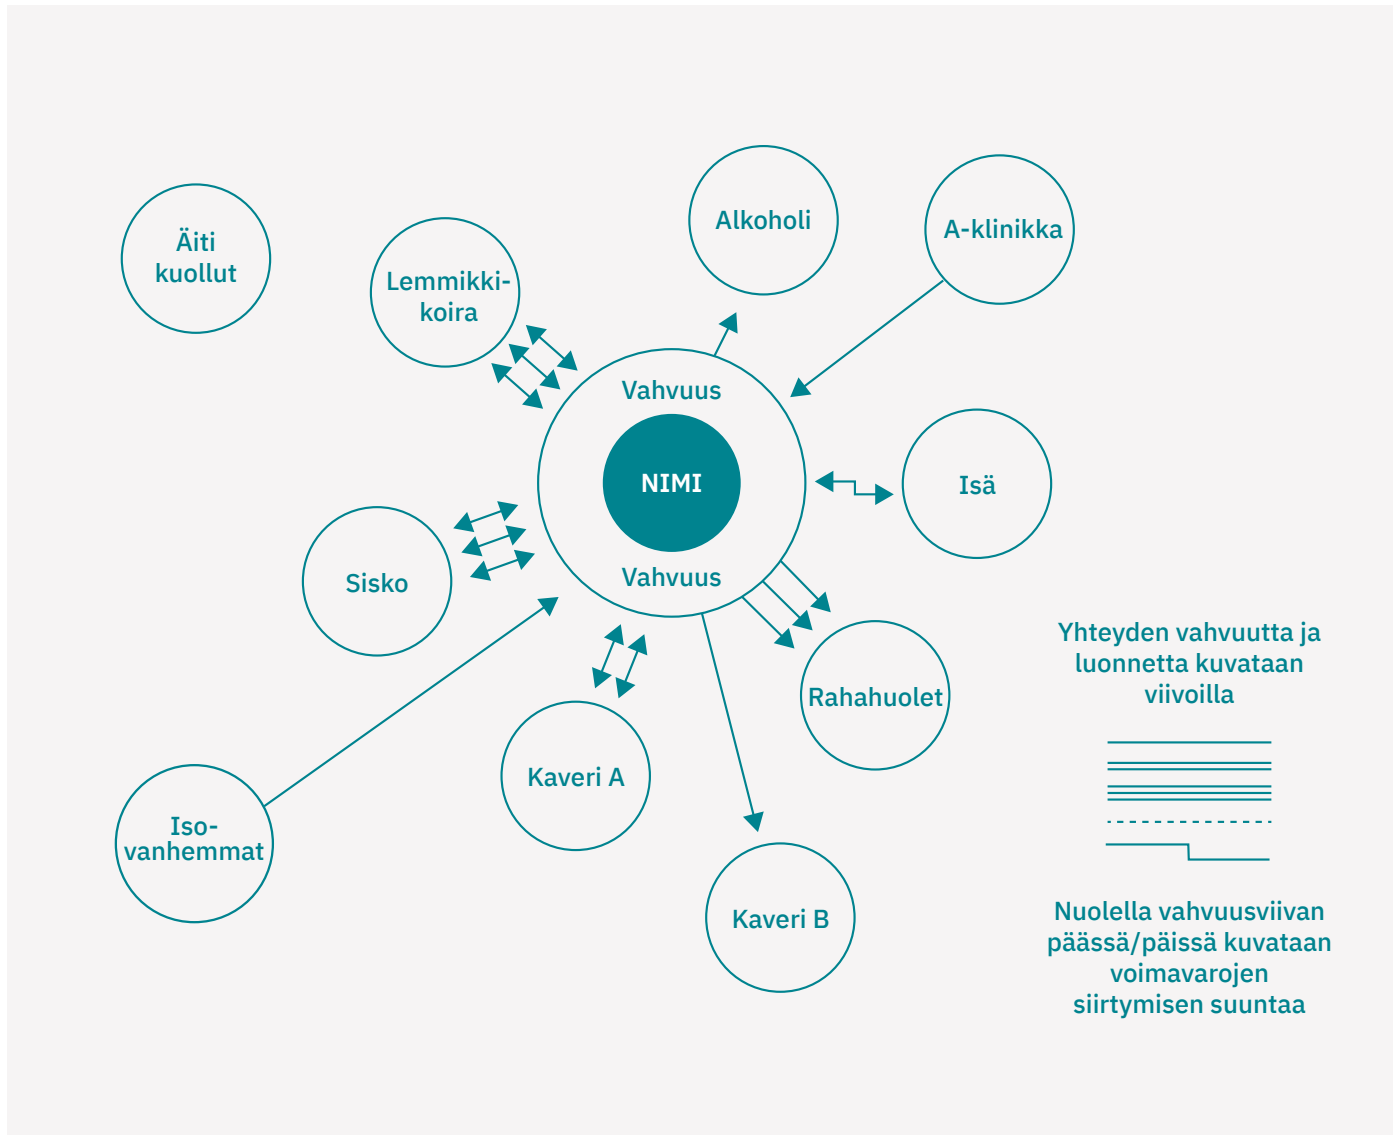 Äiti
kuollut
Lemmikki-
koira
Alkoholi
A-klinikka
Vahvuus
NIMI
Vahvuus
Isä
Sisko
Rahahuolet
Kaveri A
Iso-
vanhemmat
Kaveri B
Yhteyden vahvuutta ja
luonnetta kuvataan
viivoilla
Nuolella vahvuusviivan
päässä/päissä kuvataan
voimavarojen
siirtymisen suuntaa